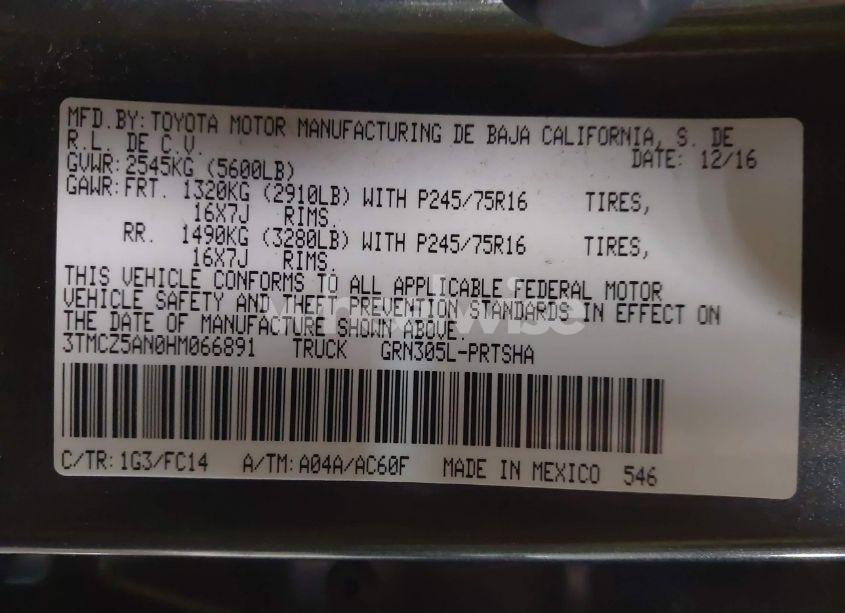 MFD.BY:TOYOTA MOTOR MANUFACTURING DE BAJA CALIFORNIA, S. DE
R.L. DE C.V. DATE: 12/16
GVWR:2545KG (5600LB)
GAWR:FRT. 1320KG (2910LB) WITH P245/75R16 TIRES,
16X7J RIMS.
RR. 1490KG (3280LB) WITH P245/75R16 TIRES,
16X7J RIMS.
THIS VEHICLE CONFORMS TO ALL APPLICABLE FEDERAL MOTOR
VEHICLE SAFETY AND THEFT PREVENTION STANDARDS IN EFFECT ON
THE DATE OF MANUFACTURE SHOWN ABOVE.
3TMCZ5AN0HM066891 TRUCK GRN305L-PRTSHA
C/TR:1G3/FC14 A/TM:A04A/AC60F MADE IN MEXICO 546